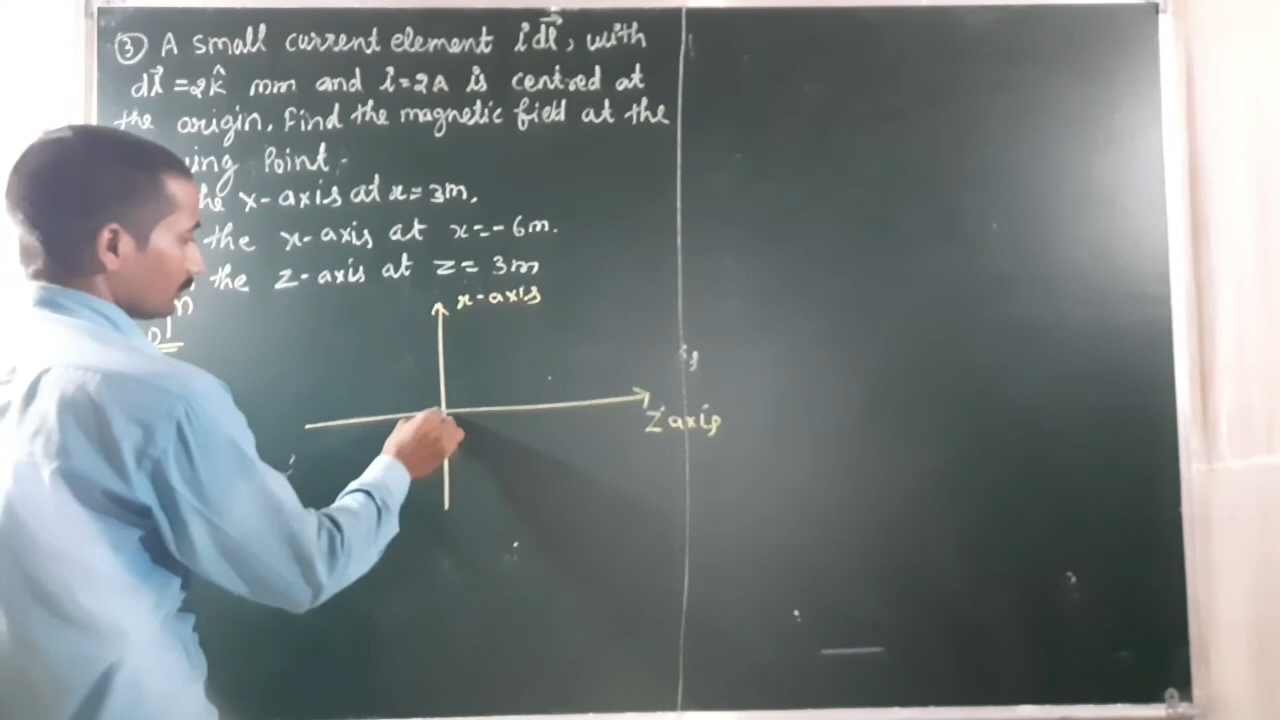 ③ A small current element i dl⃗, with
dl⃗ = 2k̂ mm and i=2A is centred at
the origin. Find the magnetic field at the
ing Point.
he x-axis at x=3m.
the x-axis at x=-6m.
the z-axis at z= 3m
x-axis
Z axis